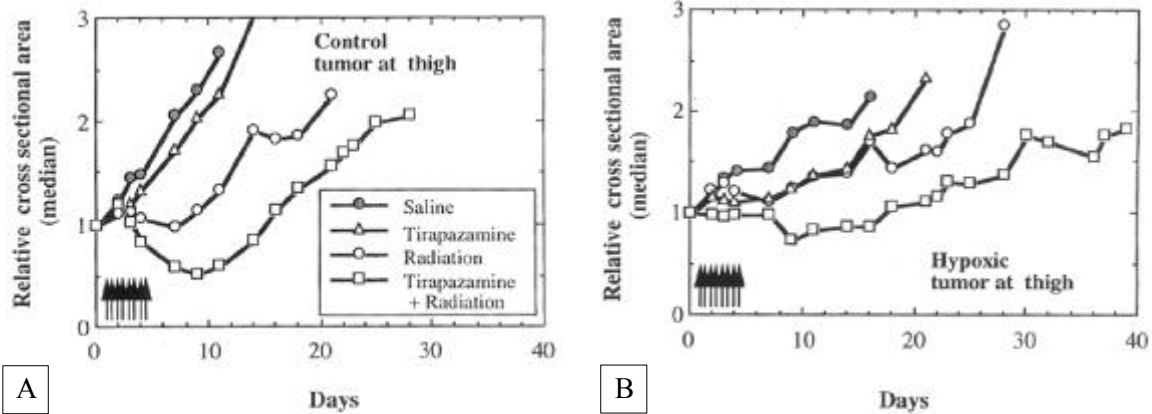 Relative cross sectional area
(median)
3
2
1
0
0
10
20
30
40
Days
Control
tumor at thigh
Saline
Tirapazamine
Radiation
Tirapazamine
+ Radiation
A
Relative cross sectional area
(median)
3
2
1
0
0
10
20
30
40
Days
Hypoxic
tumor at thigh
B